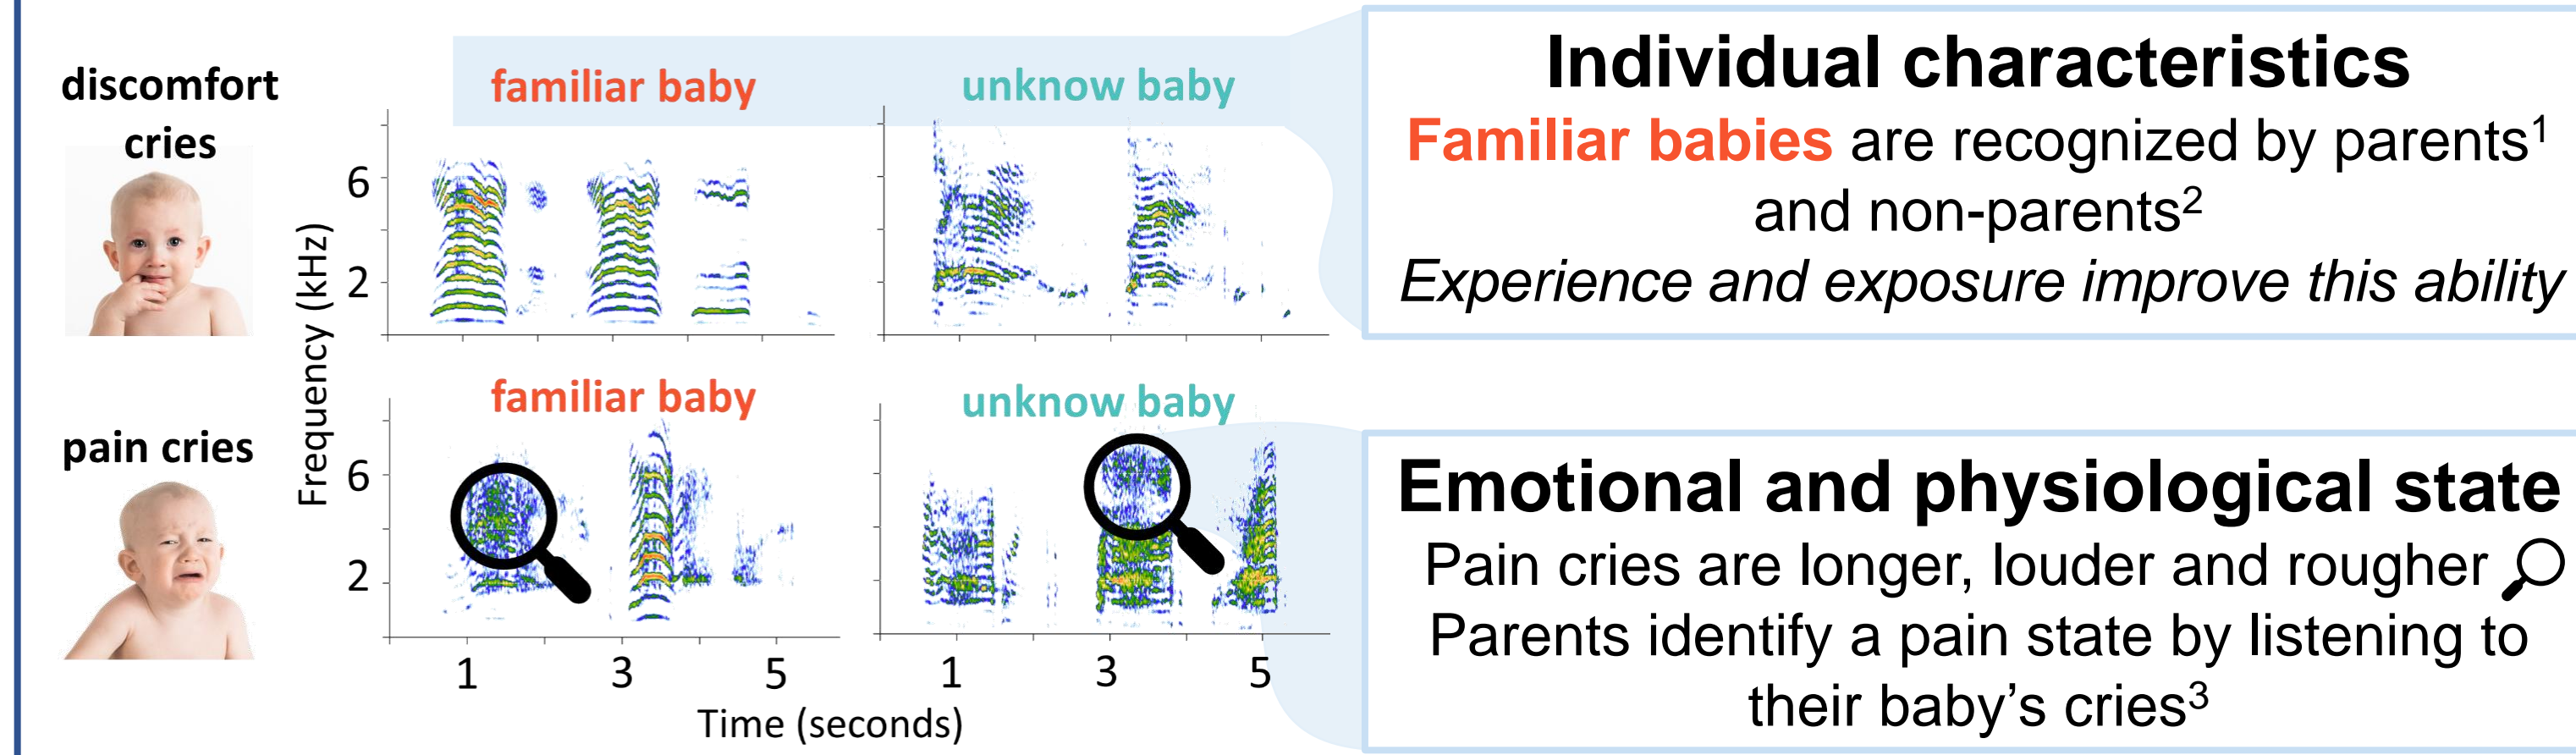 discomfort
cries
familiar baby
unknow baby
6
2
Frequency (kHz)
pain cries
familiar baby
unknow baby
6
2
1 3 5
1 3 5
Time (seconds)
Individual characteristics
Familiar babies are recognized by parents¹
and non-parents²
Experience and exposure improve this ability
Emotional and physiological state
Pain cries are longer, louder and rougher
Parents identify a pain state by listening to
their baby’s cries³